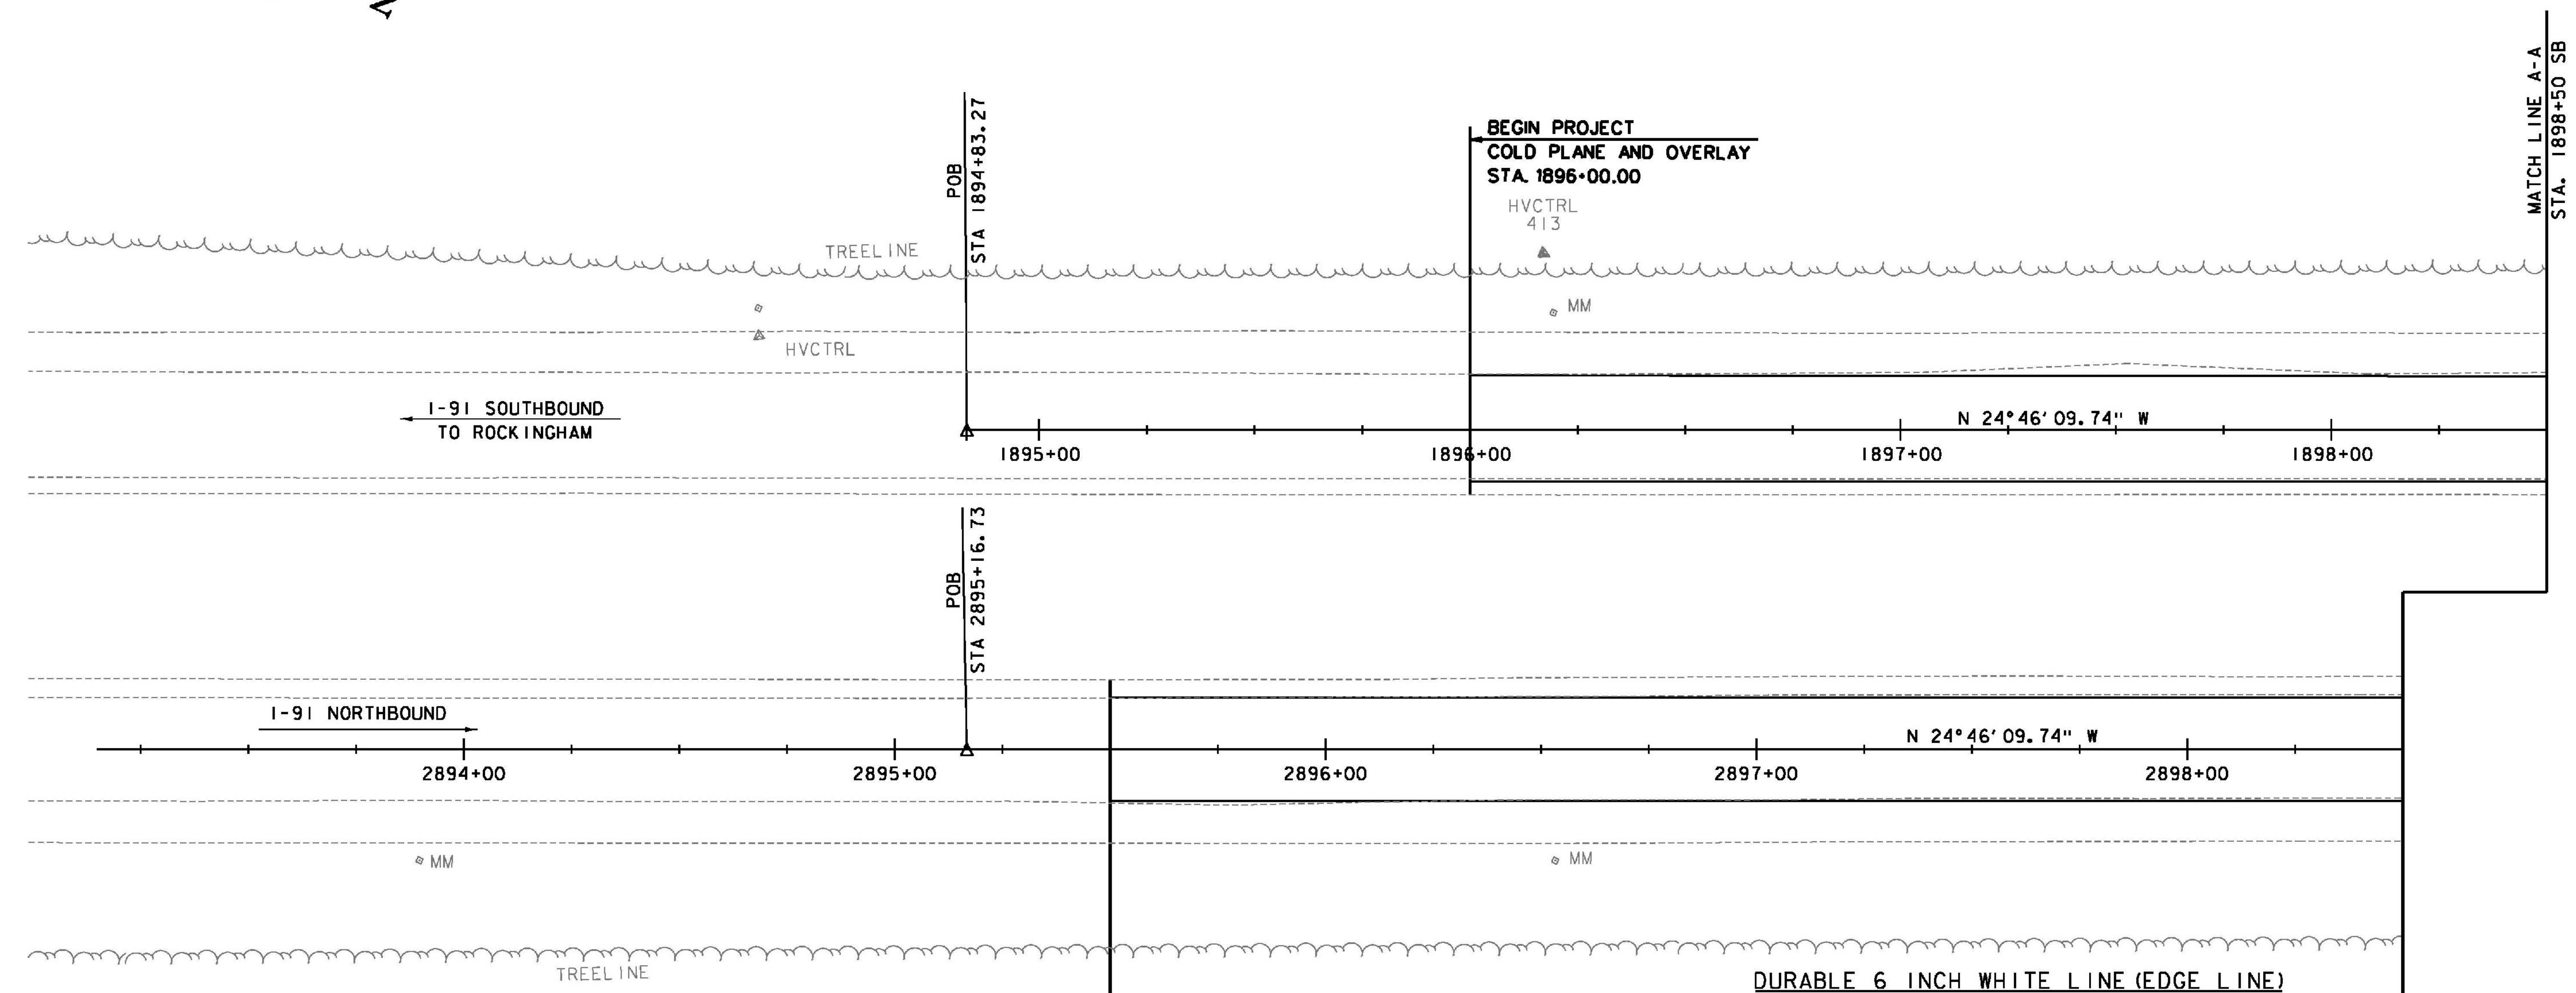 MATCH LINE A-A
STA. 1898+50 SB
POB
STA 1894+83.27
BEGIN PROJECT
COLD PLANE AND OVERLAY
STA. 1896+00.00
HVCTRL
413
TREELINE
MM
HVCTRL
I-91 SOUTHBOUND
TO ROCKINGHAM
N 24°46'09.74" W
1895+00
1896+00
1897+00
1898+00
POB
STA 2895+16.73
I-91 NORTHBOUND
N 24°46'09.74" W
2894+00
2895+00
2896+00
2897+00
2898+00
MM
MM
TREELINE
DURABLE 6 INCH WHITE LINE (EDGE LINE)